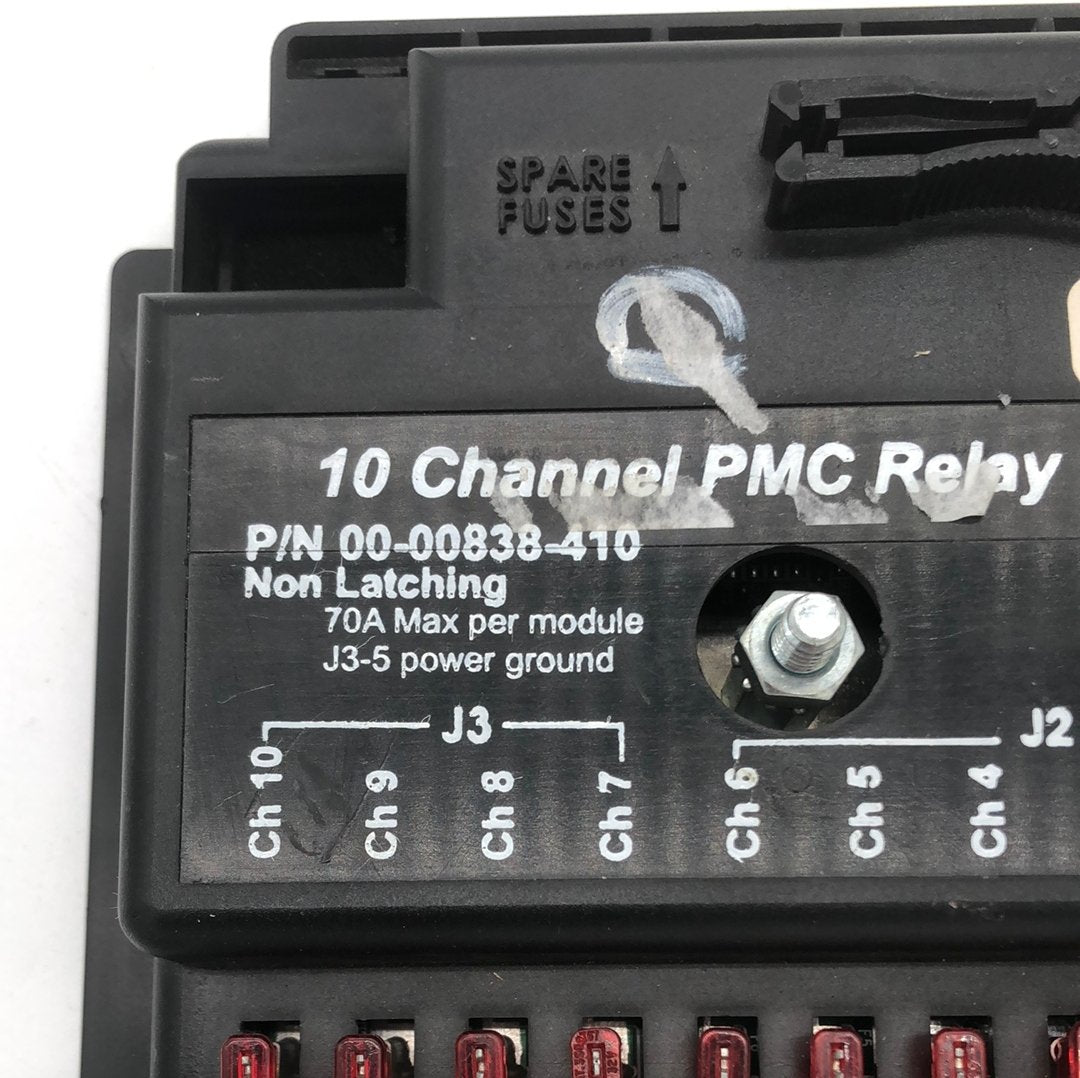 SPARE
FUSES
10 Channel PMC Relay
P/N 00-00838-410
Non Latching
70A Max per module
J3-5 power ground
J3
J2
Ch 10
Ch 9
Ch 8
Ch 7
Ch 6
Ch 5
Ch 4